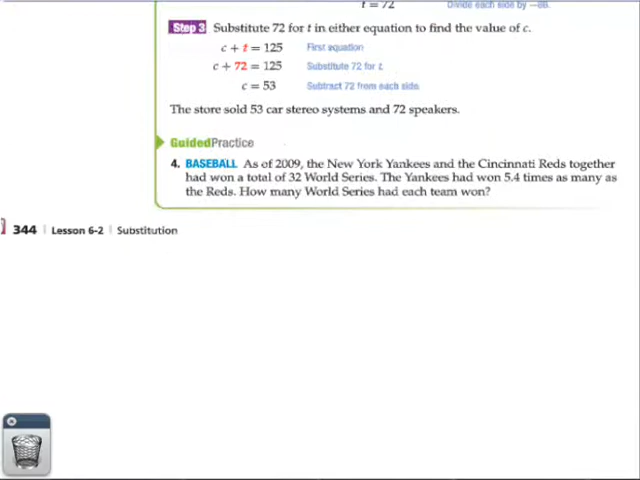 t = 72 Divide each side by −88.
Step 3 Substitute 72 for t in either equation to find the value of c.
c + t = 125 First equation
c + 72 = 125 Substitute 72 for t.
c = 53 Subtract 72 from each side.
The store sold 53 car stereo systems and 72 speakers.
GuidedPractice
4. BASEBALL As of 2009, the New York Yankees and the Cincinnati Reds together
had won a total of 32 World Series. The Yankees had won 5.4 times as many as
the Reds. How many World Series had each team won?
344 | Lesson 6-2 | Substitution